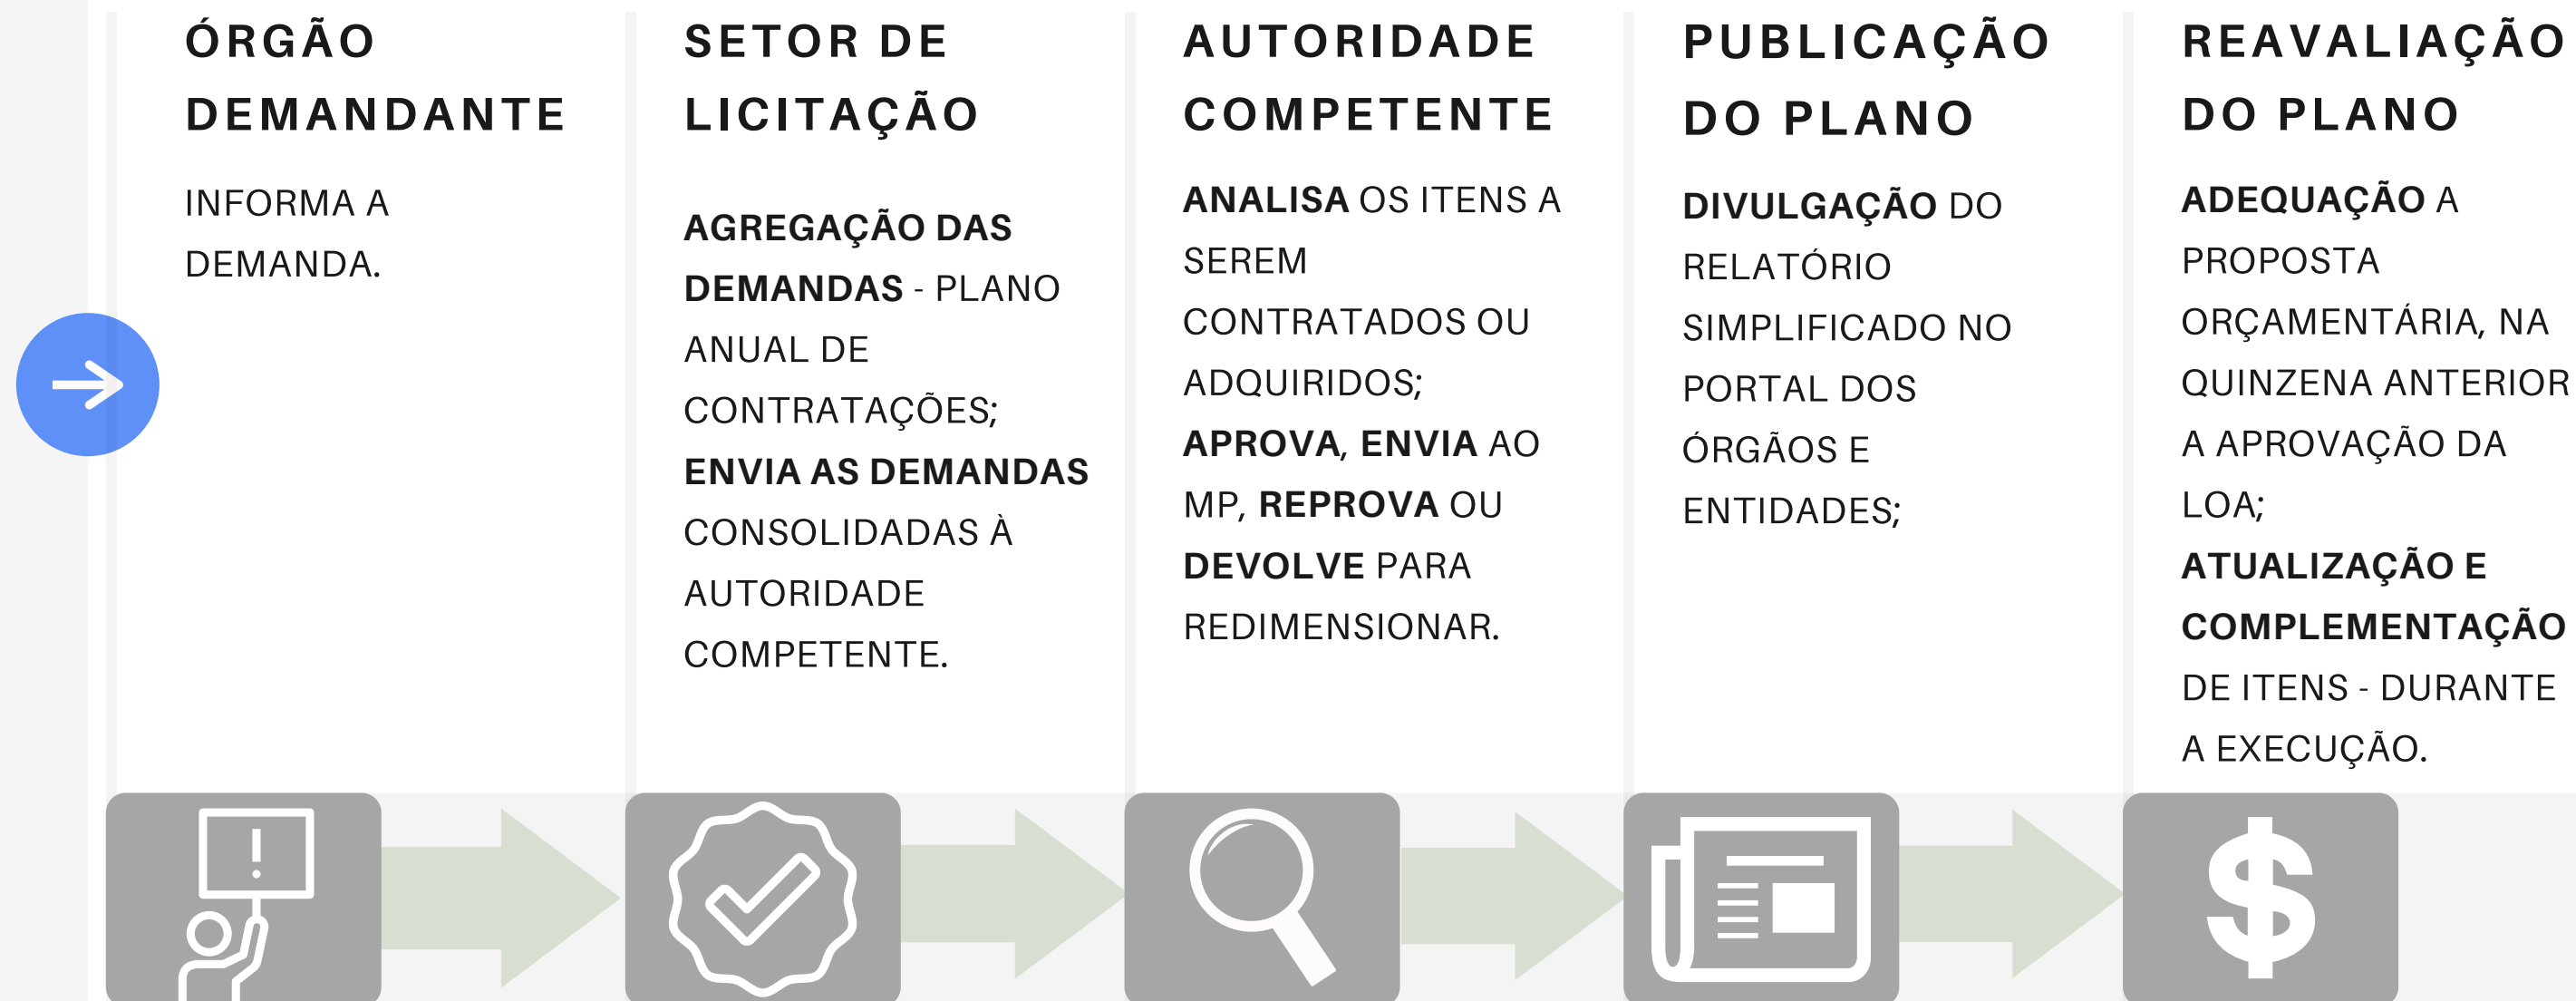 ÓRGÃO
DEMANDANTE
INFORMA A
DEMANDA.
SETOR DE
LICITAÇÃO
AGREGAÇÃO DAS
DEMANDAS - PLANO
ANUAL DE
CONTRATAÇÕES;
ENVIA AS DEMANDAS
CONSOLIDADAS À
AUTORIDADE
COMPETENTE.
AUTORIDADE
COMPETENTE
ANALISA OS ITENS A
SEREM
CONTRATADOS OU
ADQUIRIDOS;
APROVA, ENVIA AO
MP, REPROVA OU
DEVOLVE PARA
REDIMENSIONAR.
PUBLICAÇÃO
DO PLANO
DIVULGAÇÃO DO
RELATÓRIO
SIMPLIFICADO NO
PORTAL DOS
ÓRGÃOS E
ENTIDADES;
REAVALIAÇÃO
DO PLANO
ADEQUAÇÃO A
PROPOSTA
ORÇAMENTÁRIA, NA
QUINZENA ANTERIOR
A APROVAÇÃO DA
LOA;
ATUALIZAÇÃO E
COMPLEMENTAÇÃO
DE ITENS - DURANTE
A EXECUÇÃO.